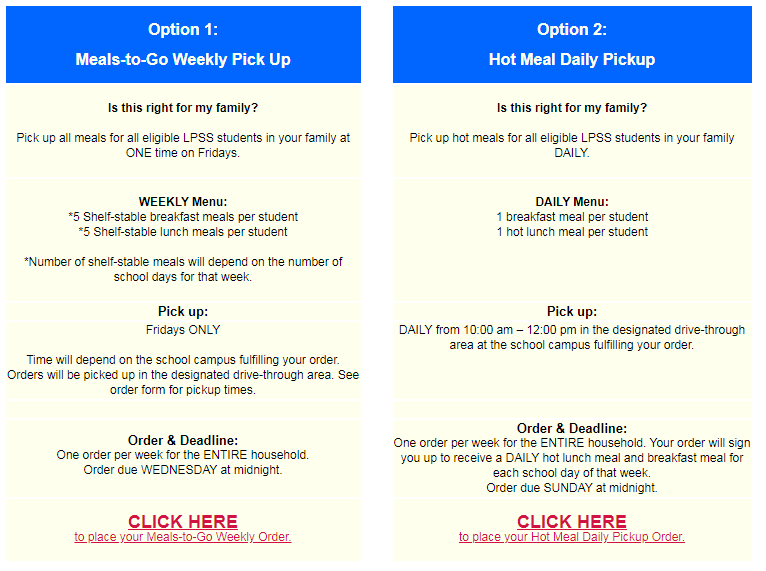 Option 1:
Meals-to-Go Weekly Pick Up
Is this right for my family?
Pick up all meals for all eligible LPSS students in your family at
ONE time on Fridays.
WEEKLY Menu:
*5 Shelf-stable breakfast meals per student
*5 Shelf-stable lunch meals per student
*Number of shelf-stable meals will depend on the number of
school days for that week.
Pick up:
Fridays ONLY
Time will depend on the school campus fulfilling your order.
Orders will be picked up in the designated drive-through area. See
order form for pickup times.
Order & Deadline:
One order per week for the ENTIRE household.
Order due WEDNESDAY at midnight.
CLICK HERE
to place your Meals-to-Go Weekly Order.
Option 2:
Hot Meal Daily Pickup
Is this right for my family?
Pick up hot meals for all eligible LPSS students in your family
DAILY.
DAILY Menu:
1 breakfast meal per student
1 hot lunch meal per student
Pick up:
DAILY from 10:00 am – 12:00 pm in the designated drive-through
area at the school campus fulfilling your order.
Order & Deadline:
One order per week for the ENTIRE household. Your order will sign
you up to receive a DAILY hot lunch meal and breakfast meal for
each school day of that week.
Order due SUNDAY at midnight.
CLICK HERE
to place your Hot Meal Daily Pickup Order.